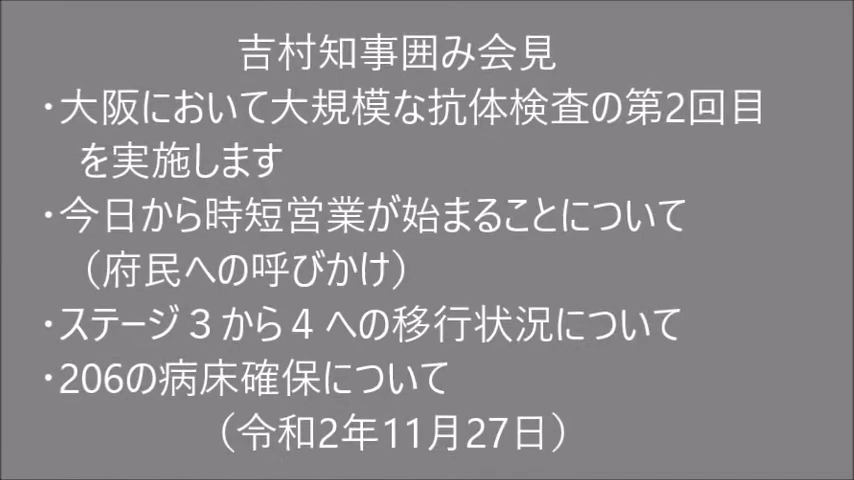 吉村知事囲み会見
・大阪において大規模な抗体検査の第2回目
を実施します
・今日から時短営業が始まることについて
（府民への呼びかけ）
・ステージ３から４への移行状況について
・206の病床確保について
（令和2年11月27日）